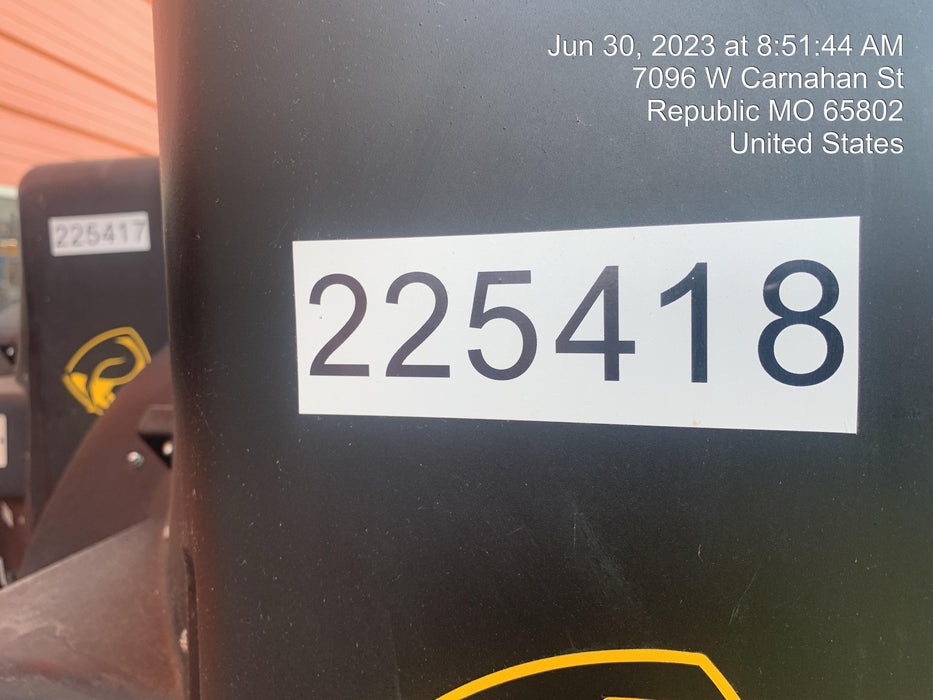 Jun 30, 2023 at 8:51:44 AM
7096 W Carnahan St
Republic MO 65802
United States
225417
225418